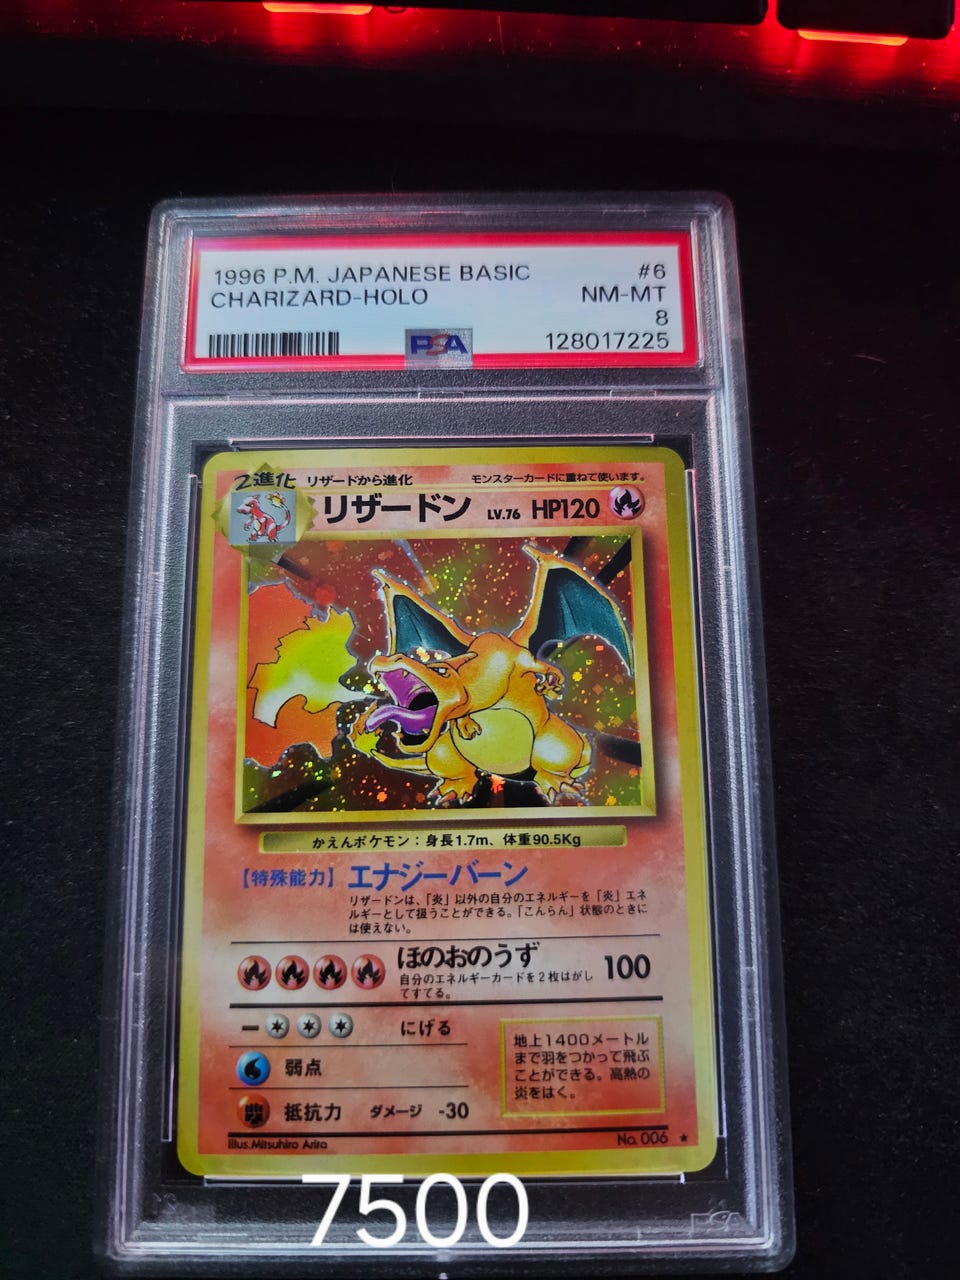 1996 P.M. JAPANESE BASIC #6
CHARIZARD-HOLO NM-MT
8
PSA 128017225
2進化 リザードから進化 モンスターカードに重ねて使います。
リザードン LV.76 HP120
かえんポケモン：身長1.7m、体重90.5Kg
【特殊能力】 エナジーバーン
リザードンは、「炎」以外の自分のエネルギーを「炎」エネ
ルギーとして扱うことができる。「こんらん」状態のときに
は使えない。
ほのおのうず 100
自分のエネルギーカードを2枚はがし
てすてる。
にげる
弱点
抵抗力 ダメージ -30
地上1400メートル
まで羽をつかって飛ぶ
ことができる。高熱の
炎をはく。
Illus.Mitsuhiro Arita No. 006 ★
7500
PSA